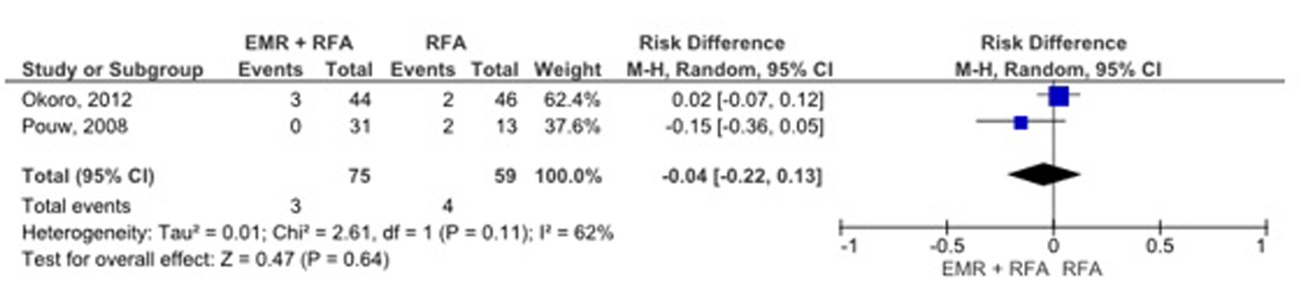 EMR + RFA RFA Risk Difference Risk Difference
Study or Subgroup Events Total Events Total Weight M-H, Random, 95% CI M-H, Random, 95% CI
Okoro, 2012 3 44 2 46 62.4% 0.02 [-0.07, 0.12]
Pouw, 2008 0 31 2 13 37.6% -0.15 [-0.36, 0.05]
Total (95% CI) 75 59 100.0% -0.04 [-0.22, 0.13]
Total events 3 4
Heterogeneity: Tau² = 0.01; Chi² = 2.61, df = 1 (P = 0.11); I² = 62%
Test for overall effect: Z = 0.47 (P = 0.64)
-1 -0.5 0 0.5 1
EMR + RFA RFA